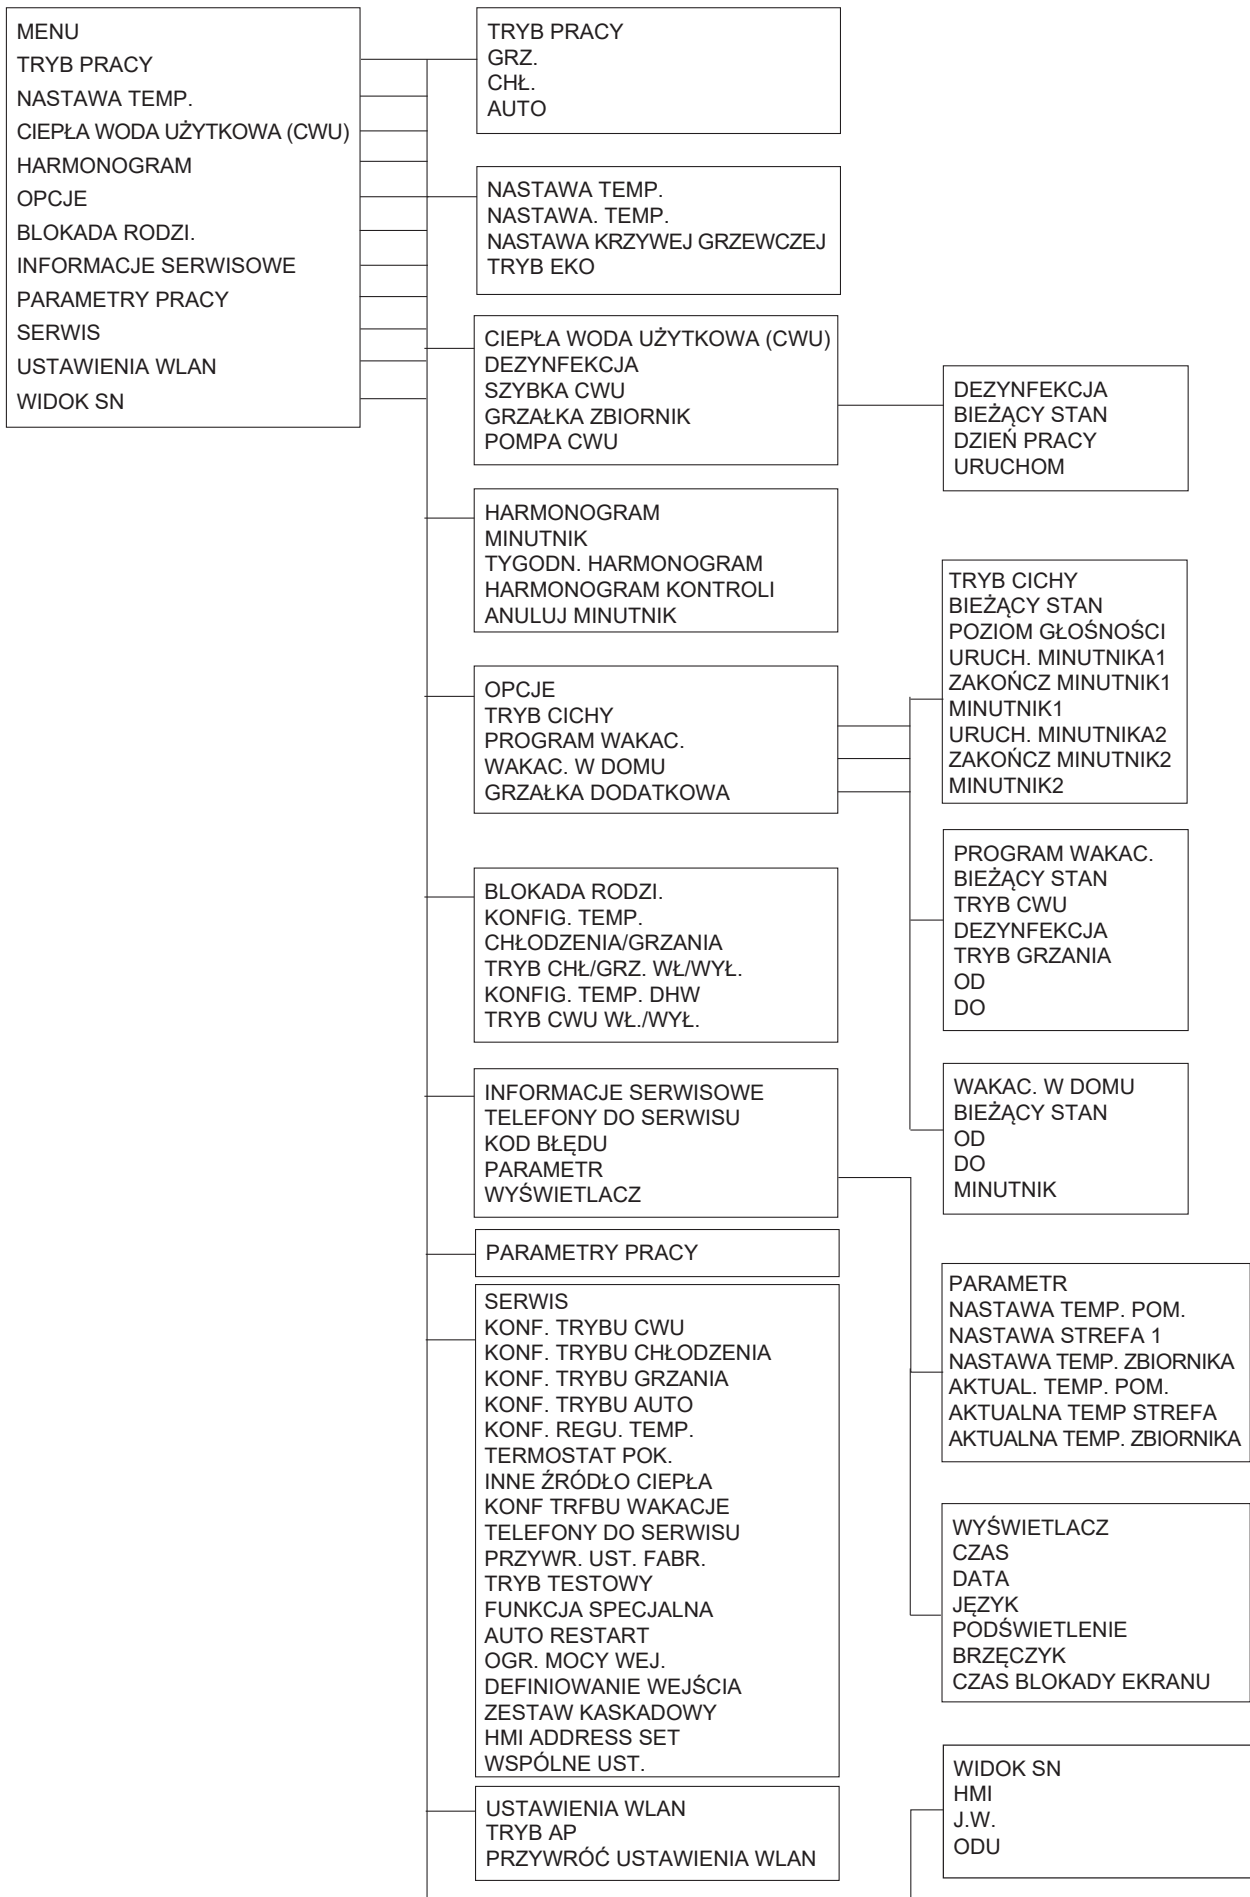 MENU
TRYB PRACY
NASTAWA TEMP.
CIEPŁA WODA UŻYTKOWA (CWU)
HARMONOGRAM
OPCJE
BLOKADA RODZI.
INFORMACJE SERWISOWE
PARAMETRY PRACY
SERWIS
USTAWIENIA WLAN
WIDOK SN
TRYB PRACY
GRZ.
CHŁ.
AUTO
NASTAWA TEMP.
NASTAWA. TEMP.
NASTAWA KRZYWEJ GRZEWCZEJ
TRYB EKO
CIEPŁA WODA UŻYTKOWA (CWU)
DEZYNFEKCJA
SZYBKA CWU
GRZAŁKA ZBIORNIK
POMPA CWU
DEZYNFEKCJA
BIEŻĄCY STAN
DZIEŃ PRACY
URUCHOM
HARMONOGRAM
MINUTNIK
TYGODN. HARMONOGRAM
HARMONOGRAM KONTROLI
ANULUJ MINUTNIK
OPCJE
TRYB CICHY
PROGRAM WAKAC.
WAKAC. W DOMU
GRZAŁKA DODATKOWA
TRYB CICHY
BIEŻĄCY STAN
POZIOM GŁOŚNOŚCI
URUCH. MINUTNIKA1
ZAKOŃCZ MINUTNIK1
MINUTNIK1
URUCH. MINUTNIKA2
ZAKOŃCZ MINUTNIK2
MINUTNIK2
PROGRAM WAKAC.
BIEŻĄCY STAN
TRYB CWU
DEZYNFEKCJA
TRYB GRZANIA
OD
DO
WAKAC. W DOMU
BIEŻĄCY STAN
OD
DO
MINUTNIK
BLOKADA RODZI.
KONFIG. TEMP.
CHŁODZENIA/GRZANIA
TRYB CHŁ/GRZ. WŁ/WYŁ.
KONFIG. TEMP. DHW
TRYB CWU WŁ./WYŁ.
INFORMACJE SERWISOWE
TELEFONY DO SERWISU
KOD BŁĘDU
PARAMETR
WYŚWIETLACZ
PARAMETR
NASTAWA TEMP. POM.
NASTAWA STREFA 1
NASTAWA TEMP. ZBIORNIKA
AKTUAL. TEMP. POM.
AKTUALNA TEMP STREFA
AKTUALNA TEMP. ZBIORNIKA
WYŚWIETLACZ
CZAS
DATA
JĘZYK
PODŚWIETLENIE
BRZĘCZYK
CZAS BLOKADY EKRANU
PARAMETRY PRACY
SERWIS
KONF. TRYBU CWU
KONF. TRYBU CHŁODZENIA
KONF. TRYBU GRZANIA
KONF. TRYBU AUTO
KONF. REGU. TEMP.
TERMOSTAT POK.
INNE ŹRÓDŁO CIEPŁA
KONF TRFBU WAKACJE
TELEFONY DO SERWISU
PRZYWR. UST. FABR.
TRYB TESTOWY
FUNKCJA SPECJALNA
AUTO RESTART
OGR. MOCY WEJ.
DEFINIOWANIE WEJŚCIA
ZESTAW KASKADOWY
HMI ADDRESS SET
WSPÓLNE UST.
USTAWIENIA WLAN
TRYB AP
PRZYWRÓĆ USTAWIENIA WLAN
WIDOK SN
HMI
J.W.
ODU